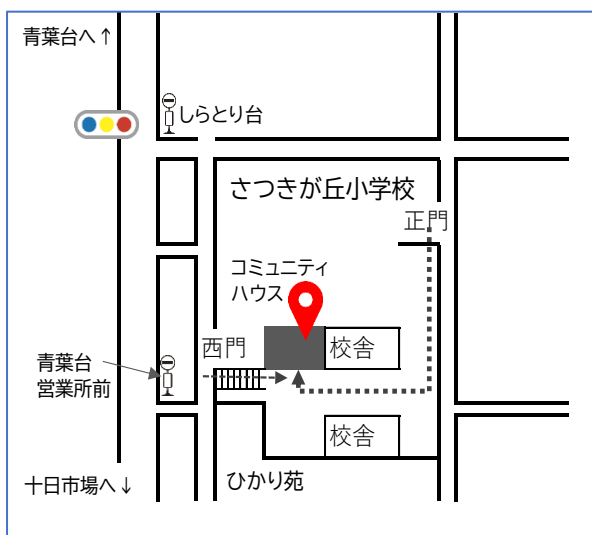 青葉台へ↑
しらとり台
さつきが丘小学校
正門
コミュニティ
ハウス
西門
校舎
青葉台
営業所前
校舎
ひかり苑
十日市場へ↓